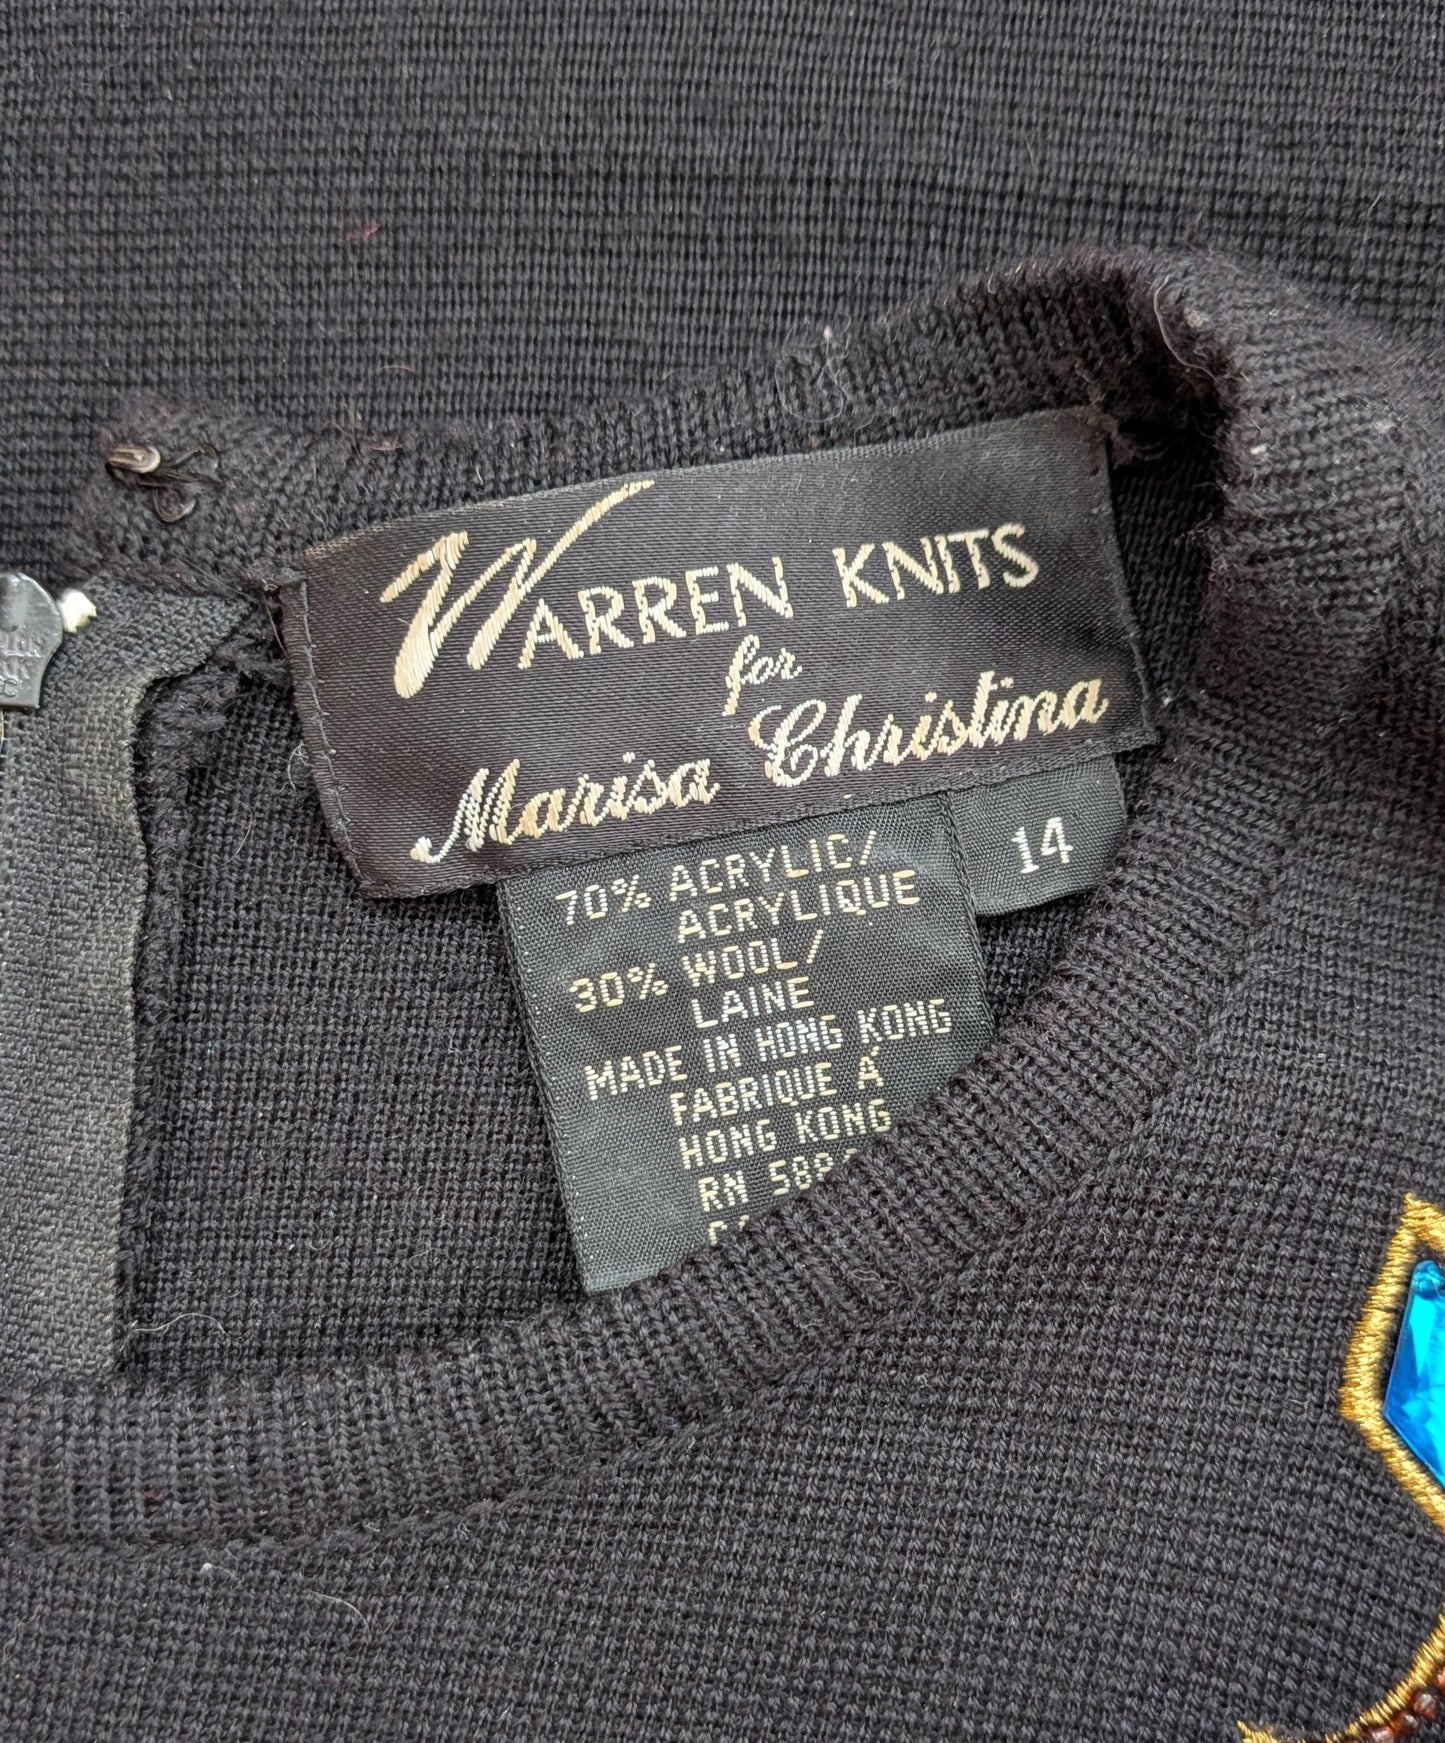 WARREN KNITS
for
Marisa Christina
14
70% ACRYLIC/
ACRYLIQUE
30% WOOL/
LAINE
MADE IN HONG KONG
FABRIQUE Á
HONG KONG
RN